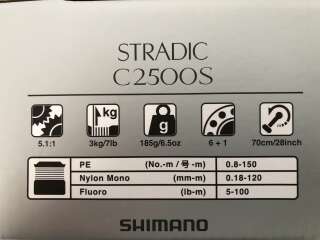 STRADIC
C2500S
kg
g
5.1:1 3kg/7lb 185g/6.5oz 6 + 1 70cm/28inch
PE (No.-m / 号 -m) 0.8-150
Nylon Mono (mm-m) 0.18-120
Fluoro (lb-m) 5-100
SHIMANO